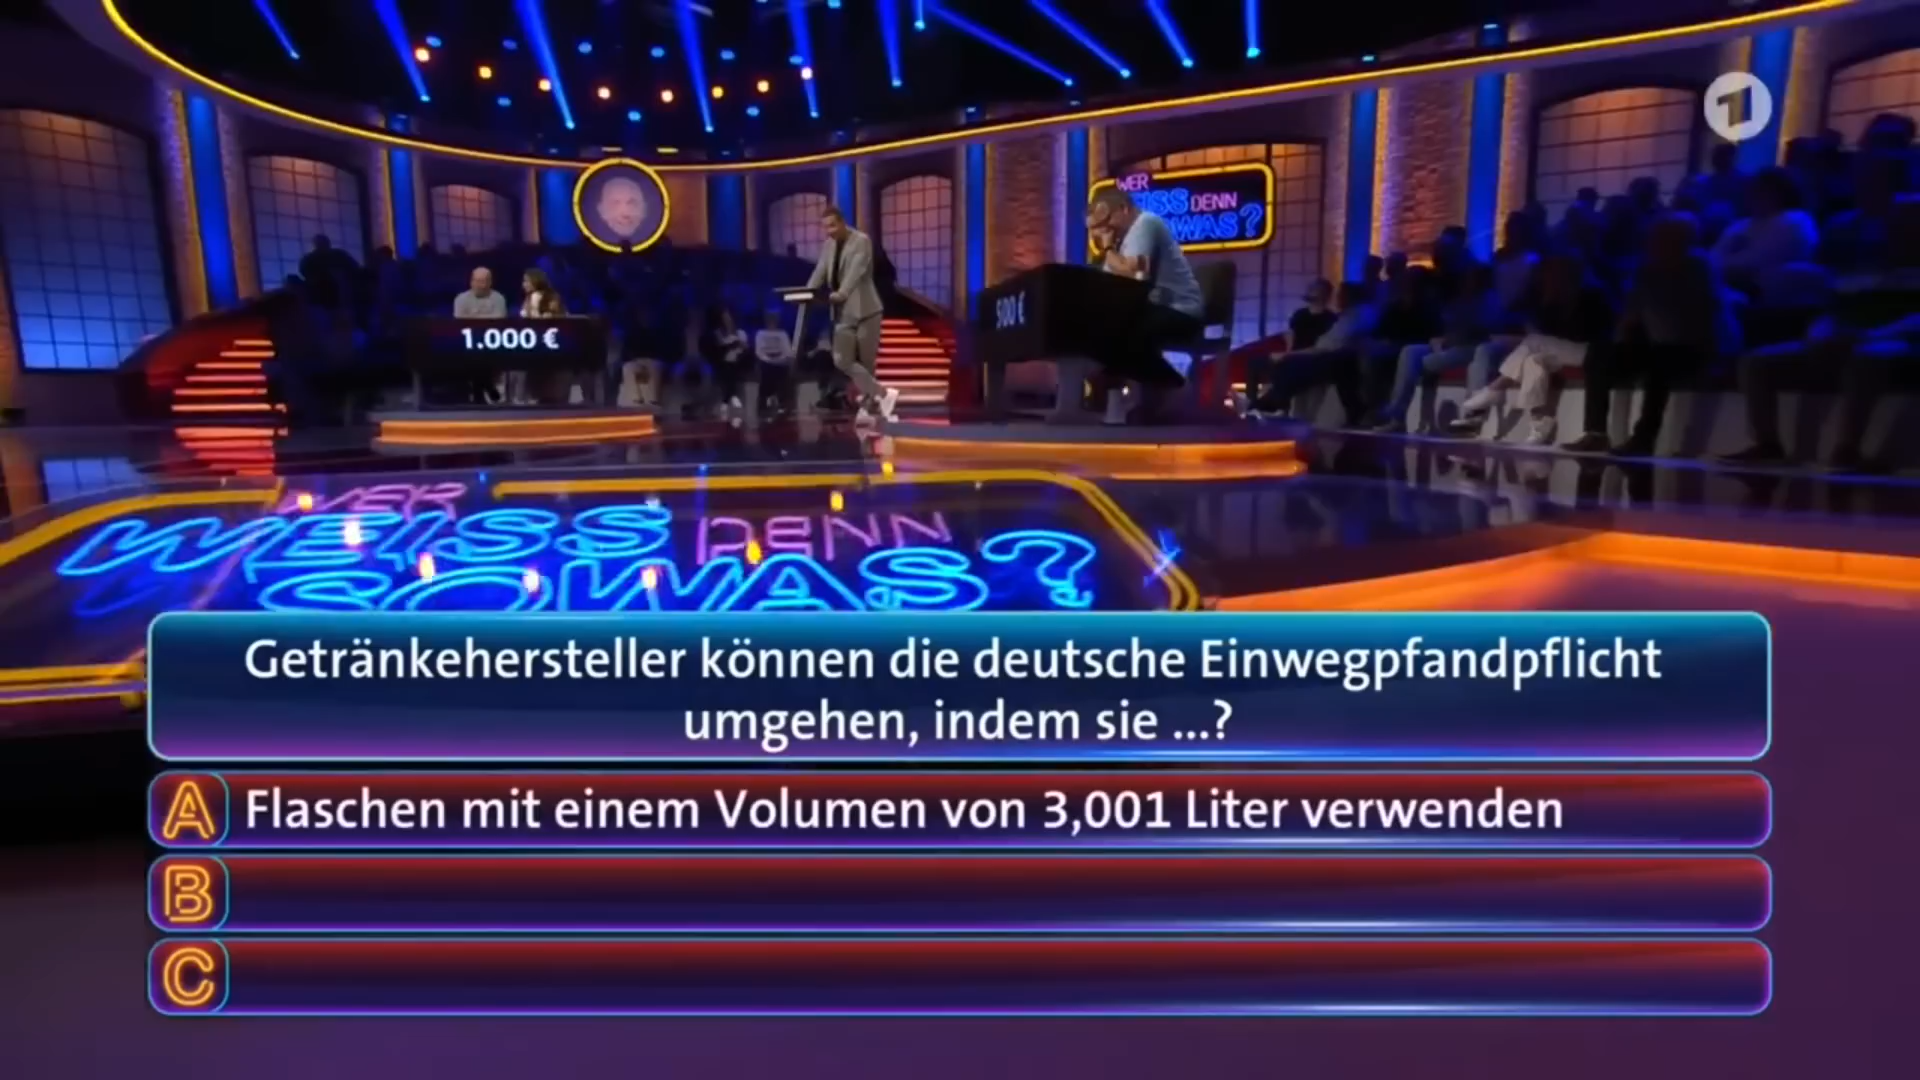 WER
WEISS DENN
SOWAS?
1.000 €
500 €
WER
WEISS DENN
SOWAS?
Getränkehersteller können die deutsche Einwegpfandpflicht
umgehen, indem sie ...?
A Flaschen mit einem Volumen von 3,001 Liter verwenden
B
C